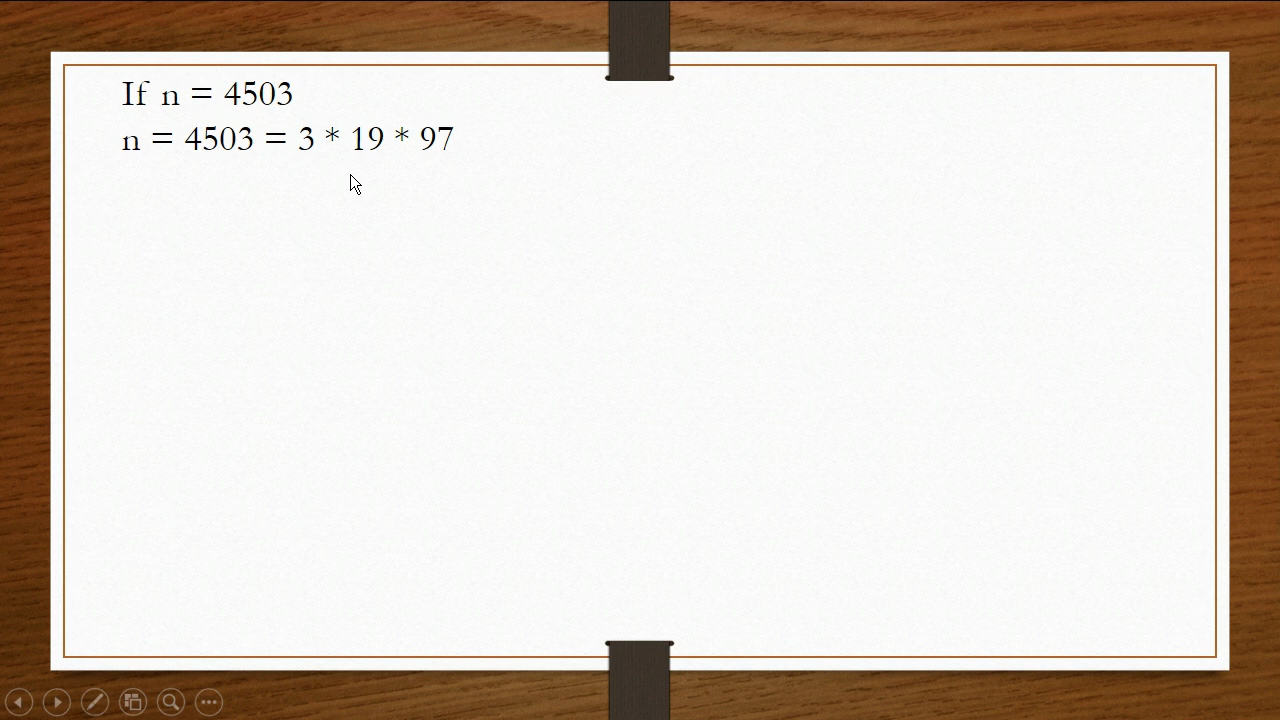 If n = 4503
n = 4503 = 3 * 19 * 97